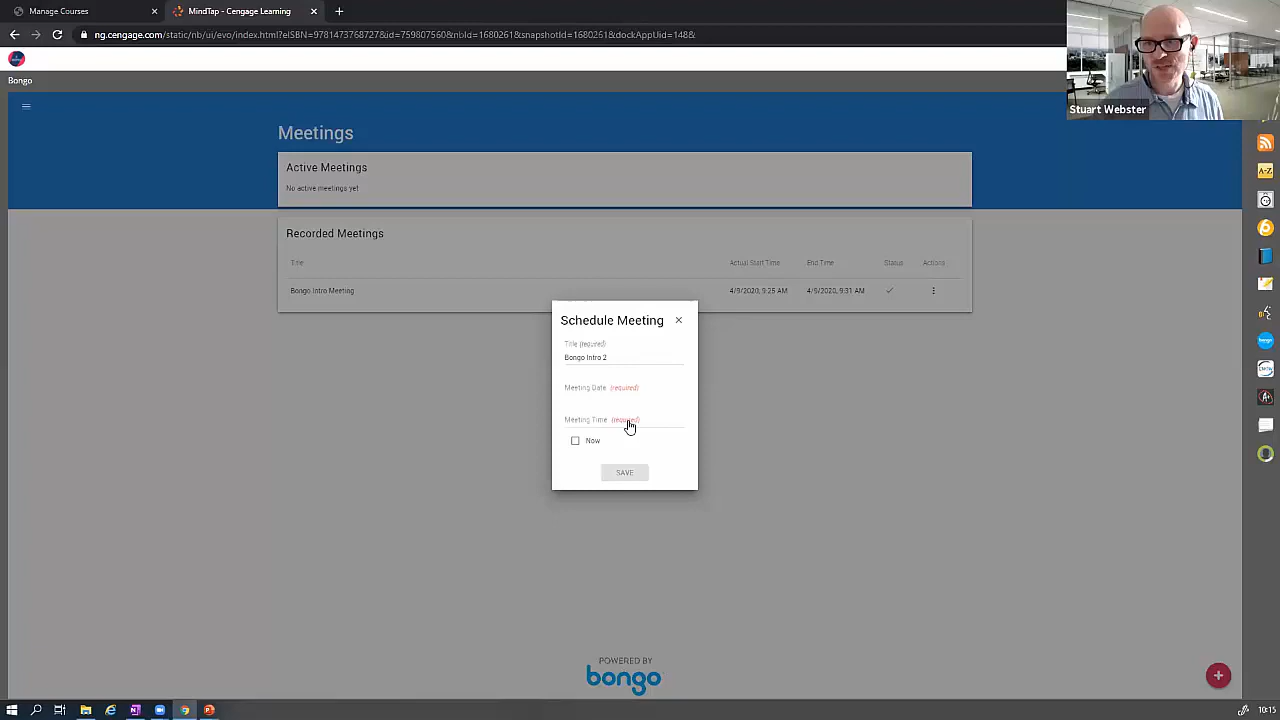 Manage Courses
MindTap - Cengage Learning
ng.cengage.com/static/nb/ui/evo/index.html?eISBN=9781473768727&id=759807560&nbId=1680261&snapshotId=1680261&dockAppUid=148&
Stuart Webster
Bongo
Meetings
Active Meetings
No active meetings yet
Recorded Meetings
Title Actual Start Time End Time Status Actions
Bongo Intro Meeting 4/9/2020, 9:25 AM 4/9/2020, 9:31 AM
Schedule Meeting
Title (required)
Bongo Intro 2
Meeting Date (required)
Meeting Time (required)
Now
SAVE
A-Z
bongo
A+
POWERED BY
bongo
10:15